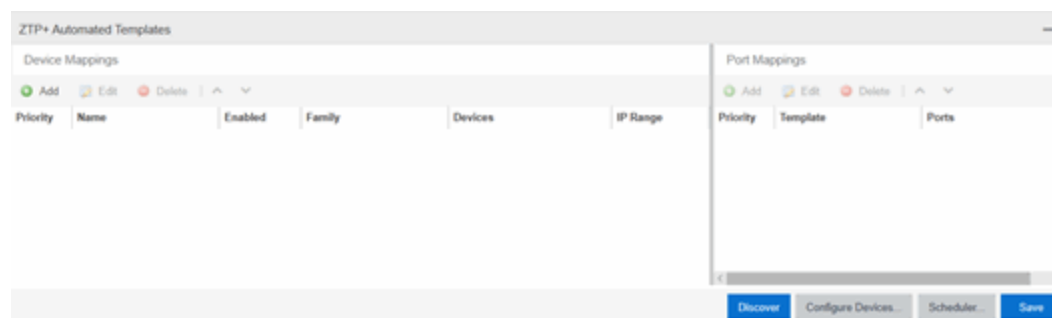 ZTP+ Automated Templates
Device Mappings
Port Mappings
Add Edit Delete
Add Edit Delete
Priority Name Enabled Family Devices IP Range
Priority Template Ports
Discover Configure Devices... Scheduler... Save